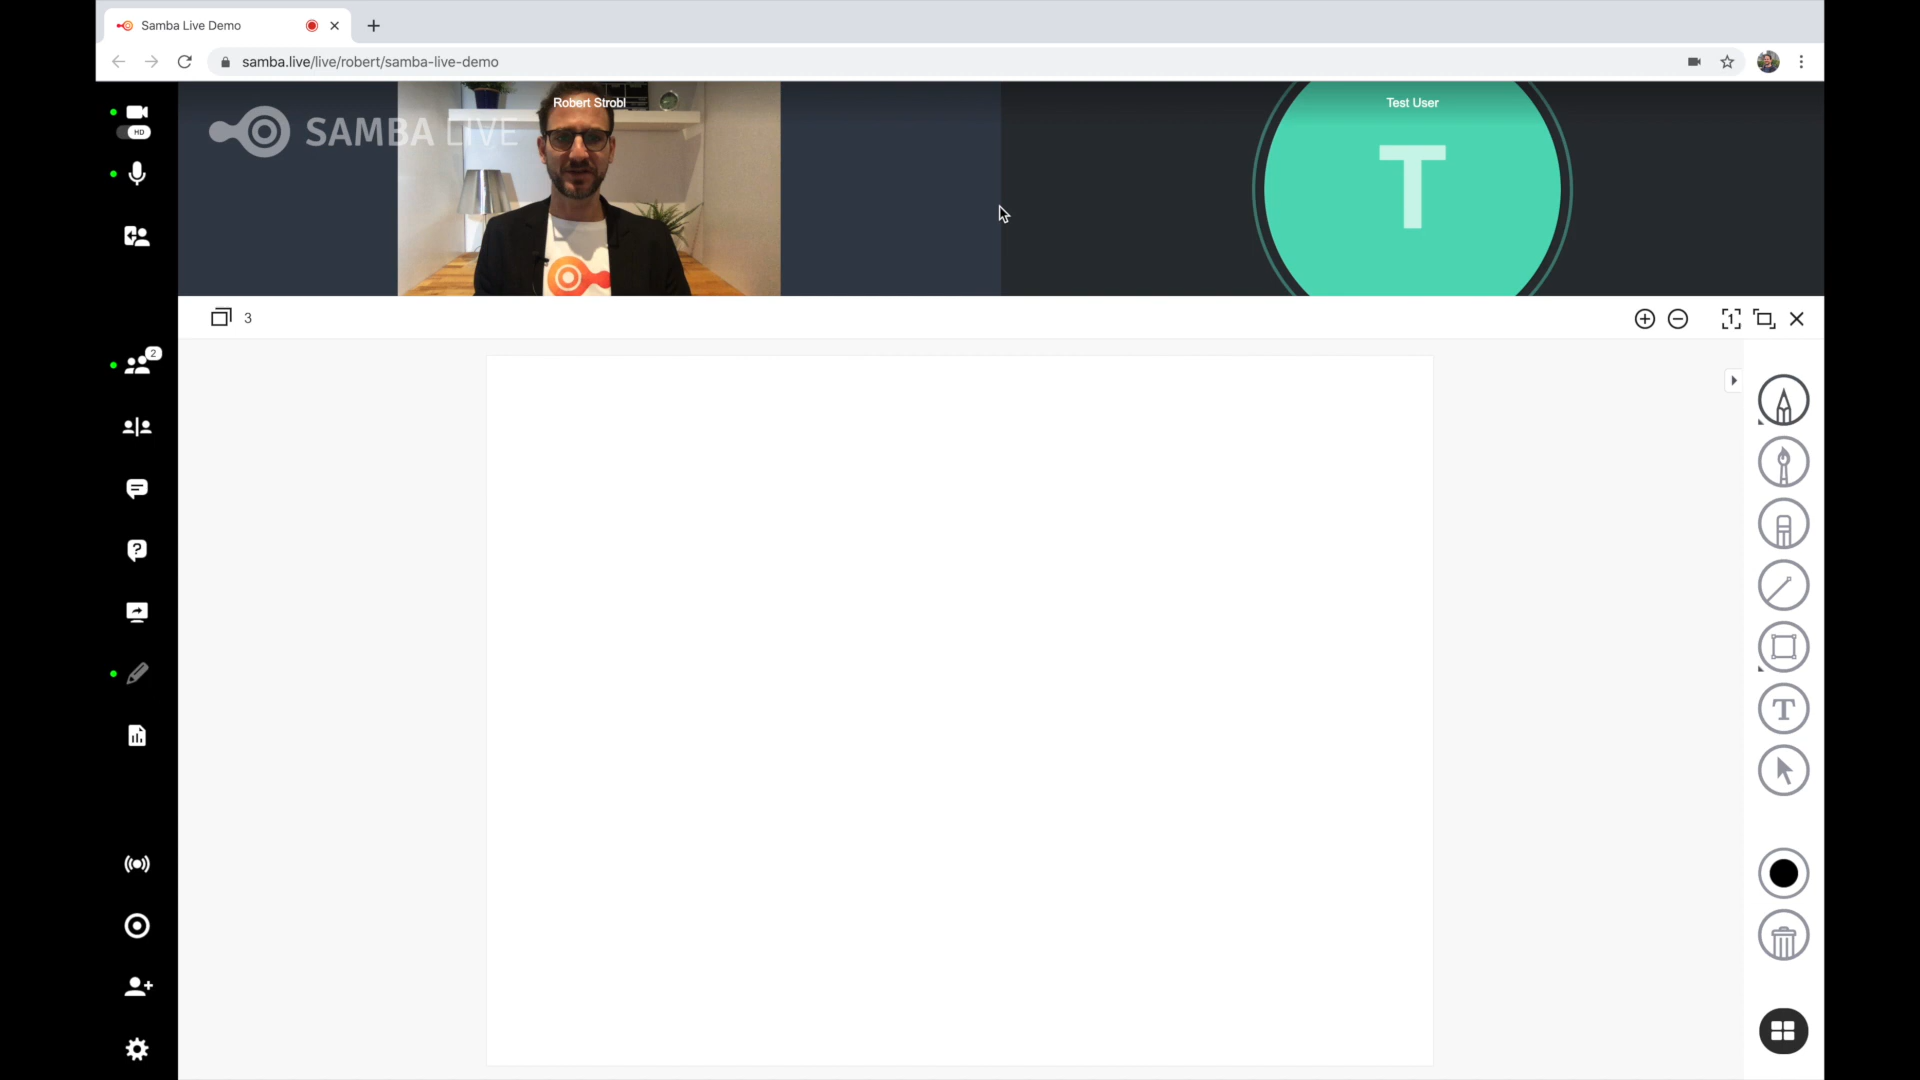 Samba Live Demo
samba.live/live/robert/samba-live-demo
Robert Strobl
Test User
SAMBA LIVE
T
HD
3
1
2
?
T